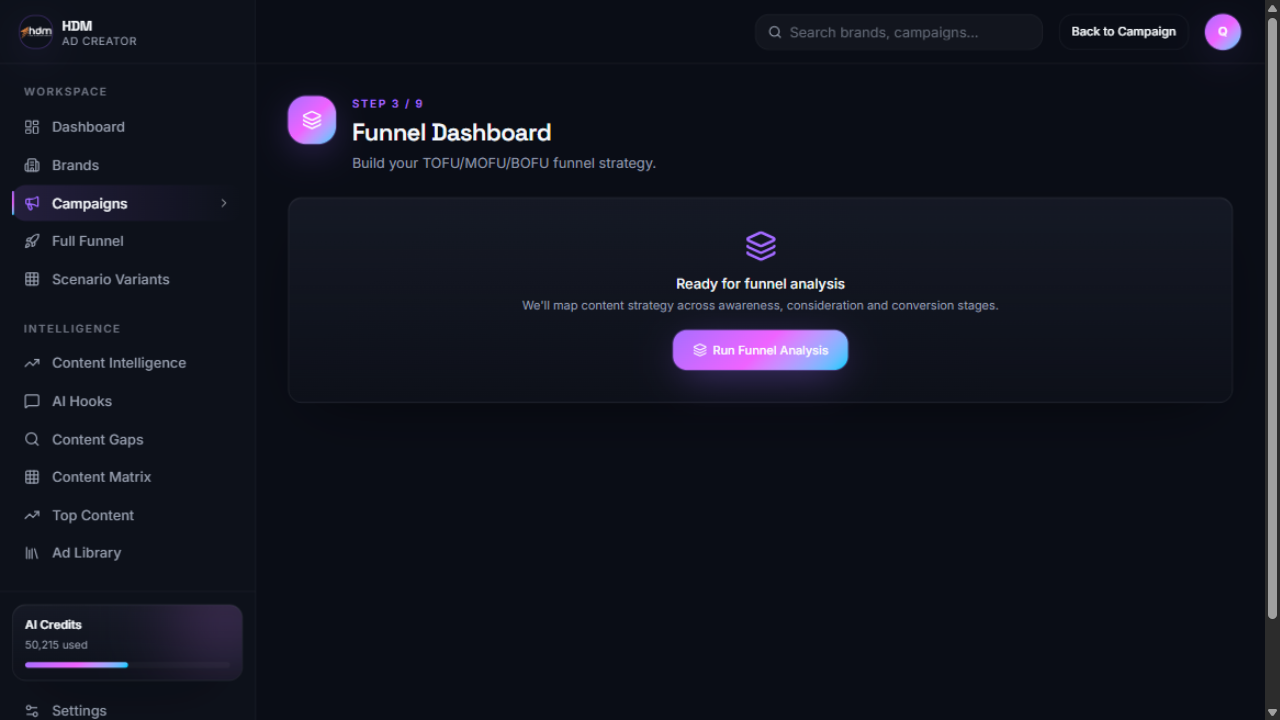 hdm
HDM
AD CREATOR
Search brands, campaigns...
Back to Campaign
Q
WORKSPACE
Dashboard
Brands
Campaigns
Full Funnel
Scenario Variants
INTELLIGENCE
Content Intelligence
AI Hooks
Content Gaps
Content Matrix
Top Content
Ad Library
AI Credits
50,215 used
Settings
STEP 3 / 9
Funnel Dashboard
Build your TOFU/MOFU/BOFU funnel strategy.
Ready for funnel analysis
We'll map content strategy across awareness, consideration and conversion stages.
Run Funnel Analysis